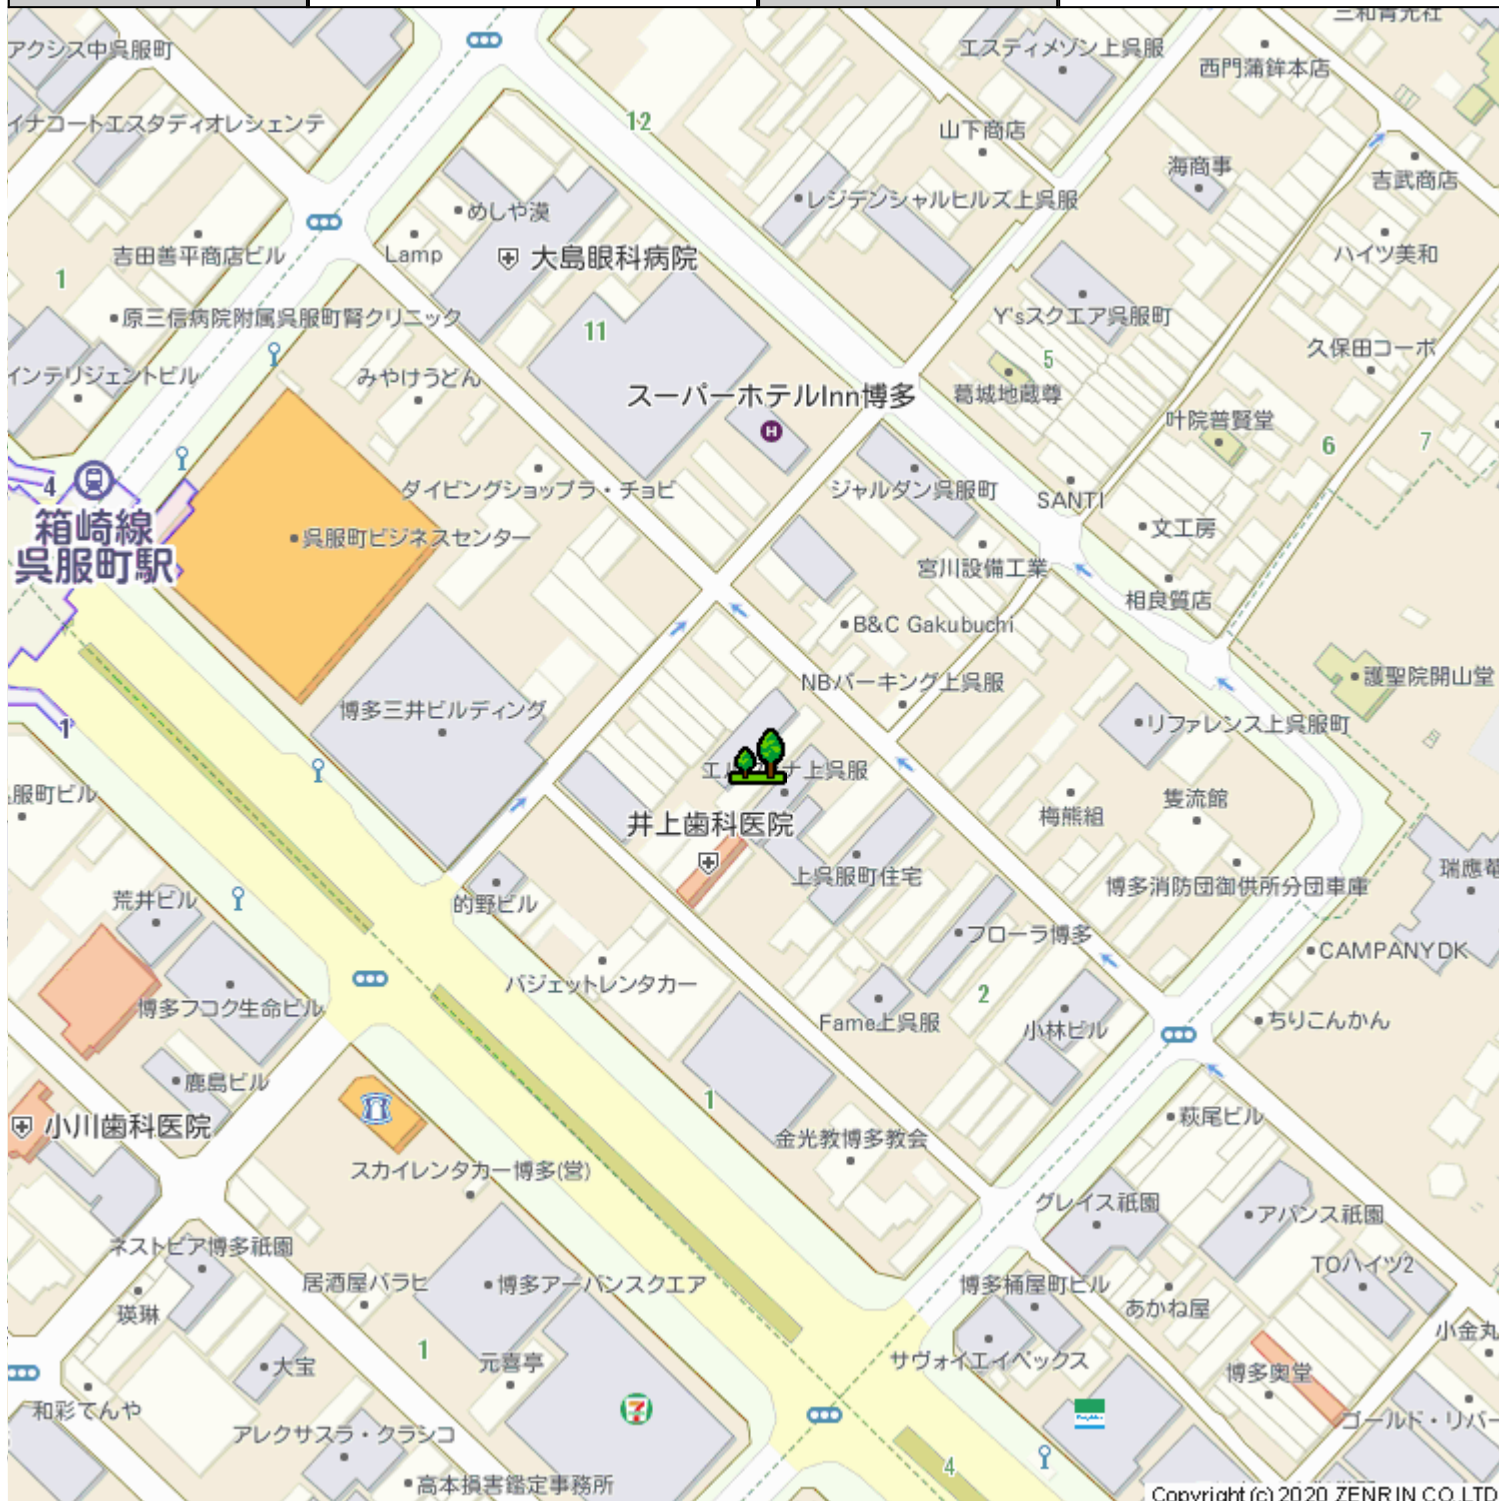 三和青光社
アクシス中呉服町
エスティメゾン上呉服
西門蒲鉾本店
イナコートエスタディオレジェンテ
12
山下商店
海商事
吉武商店
レジデンシャルヒルズ上呉服
めしや漠
Lamp
大島眼科病院
吉田善平商店ビル
ハイツ美和
1
原三信病院附属呉服町腎クリニック
11
Y'sスクエア呉服町
5
久保田コーポ
インテリジェントビル
みやけうどん
スーパーホテルInn博多
H
葛城地蔵尊
叶院普賢堂
6
7
4
ダイビングショップラ・チョビ
ジャルダン呉服町
SANTI
箱崎線
呉服町駅
呉服町ビジネスセンター
文工房
宮川設備工業
相良質店
B&C Gakubuchi
護聖院開山堂
NBパーキング上呉服
博多三井ビルディング
リファレンス上呉服町
1
ナ上呉服
服町ビル
梅熊組
隻流館
井上歯科医院
上呉服町住宅
博多消防団御供所分団車庫
瑞應菴
荒井ビル
的野ビル
フローラ博多
CAMPANYDK
バジェットレンタカー
博多フコク生命ビル
2
Fame上呉服
小林ビル
ちりこんかん
鹿島ビル
1
小川歯科医院
金光教博多教会
萩尾ビル
スカイレンタカー博多(営)
グレイス祇園
アバンス祇園
ネストピア博多祇園
TOハイツ2
居酒屋バラヒ
博多アーバンスクエア
博多桶屋町ビル
瑛琳
あかね屋
小金丸
1
元喜亭
大宝
サヴォイエイペックス
博多奥堂
和彩てんや
7
ゴールド・リバー
アレクサスラ・クラシコ
4
高本損害鑑定事務所
Copyright (c) 2020 ZENRIN CO.,LTD